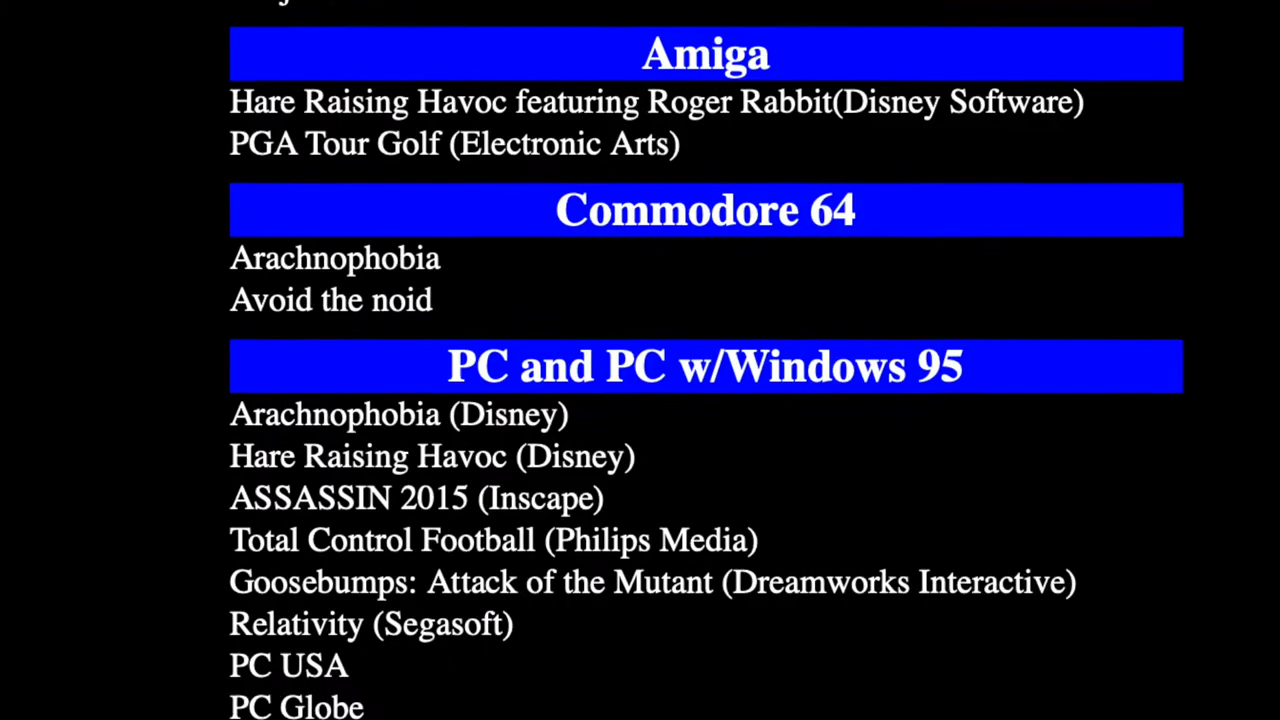 Amiga
Hare Raising Havoc featuring Roger Rabbit(Disney Software)
PGA Tour Golf (Electronic Arts)
Commodore 64
Arachnophobia
Avoid the noid
PC and PC w/Windows 95
Arachnophobia (Disney)
Hare Raising Havoc (Disney)
ASSASSIN 2015 (Inscape)
Total Control Football (Philips Media)
Goosebumps: Attack of the Mutant (Dreamworks Interactive)
Relativity (Segasoft)
PC USA
PC Globe